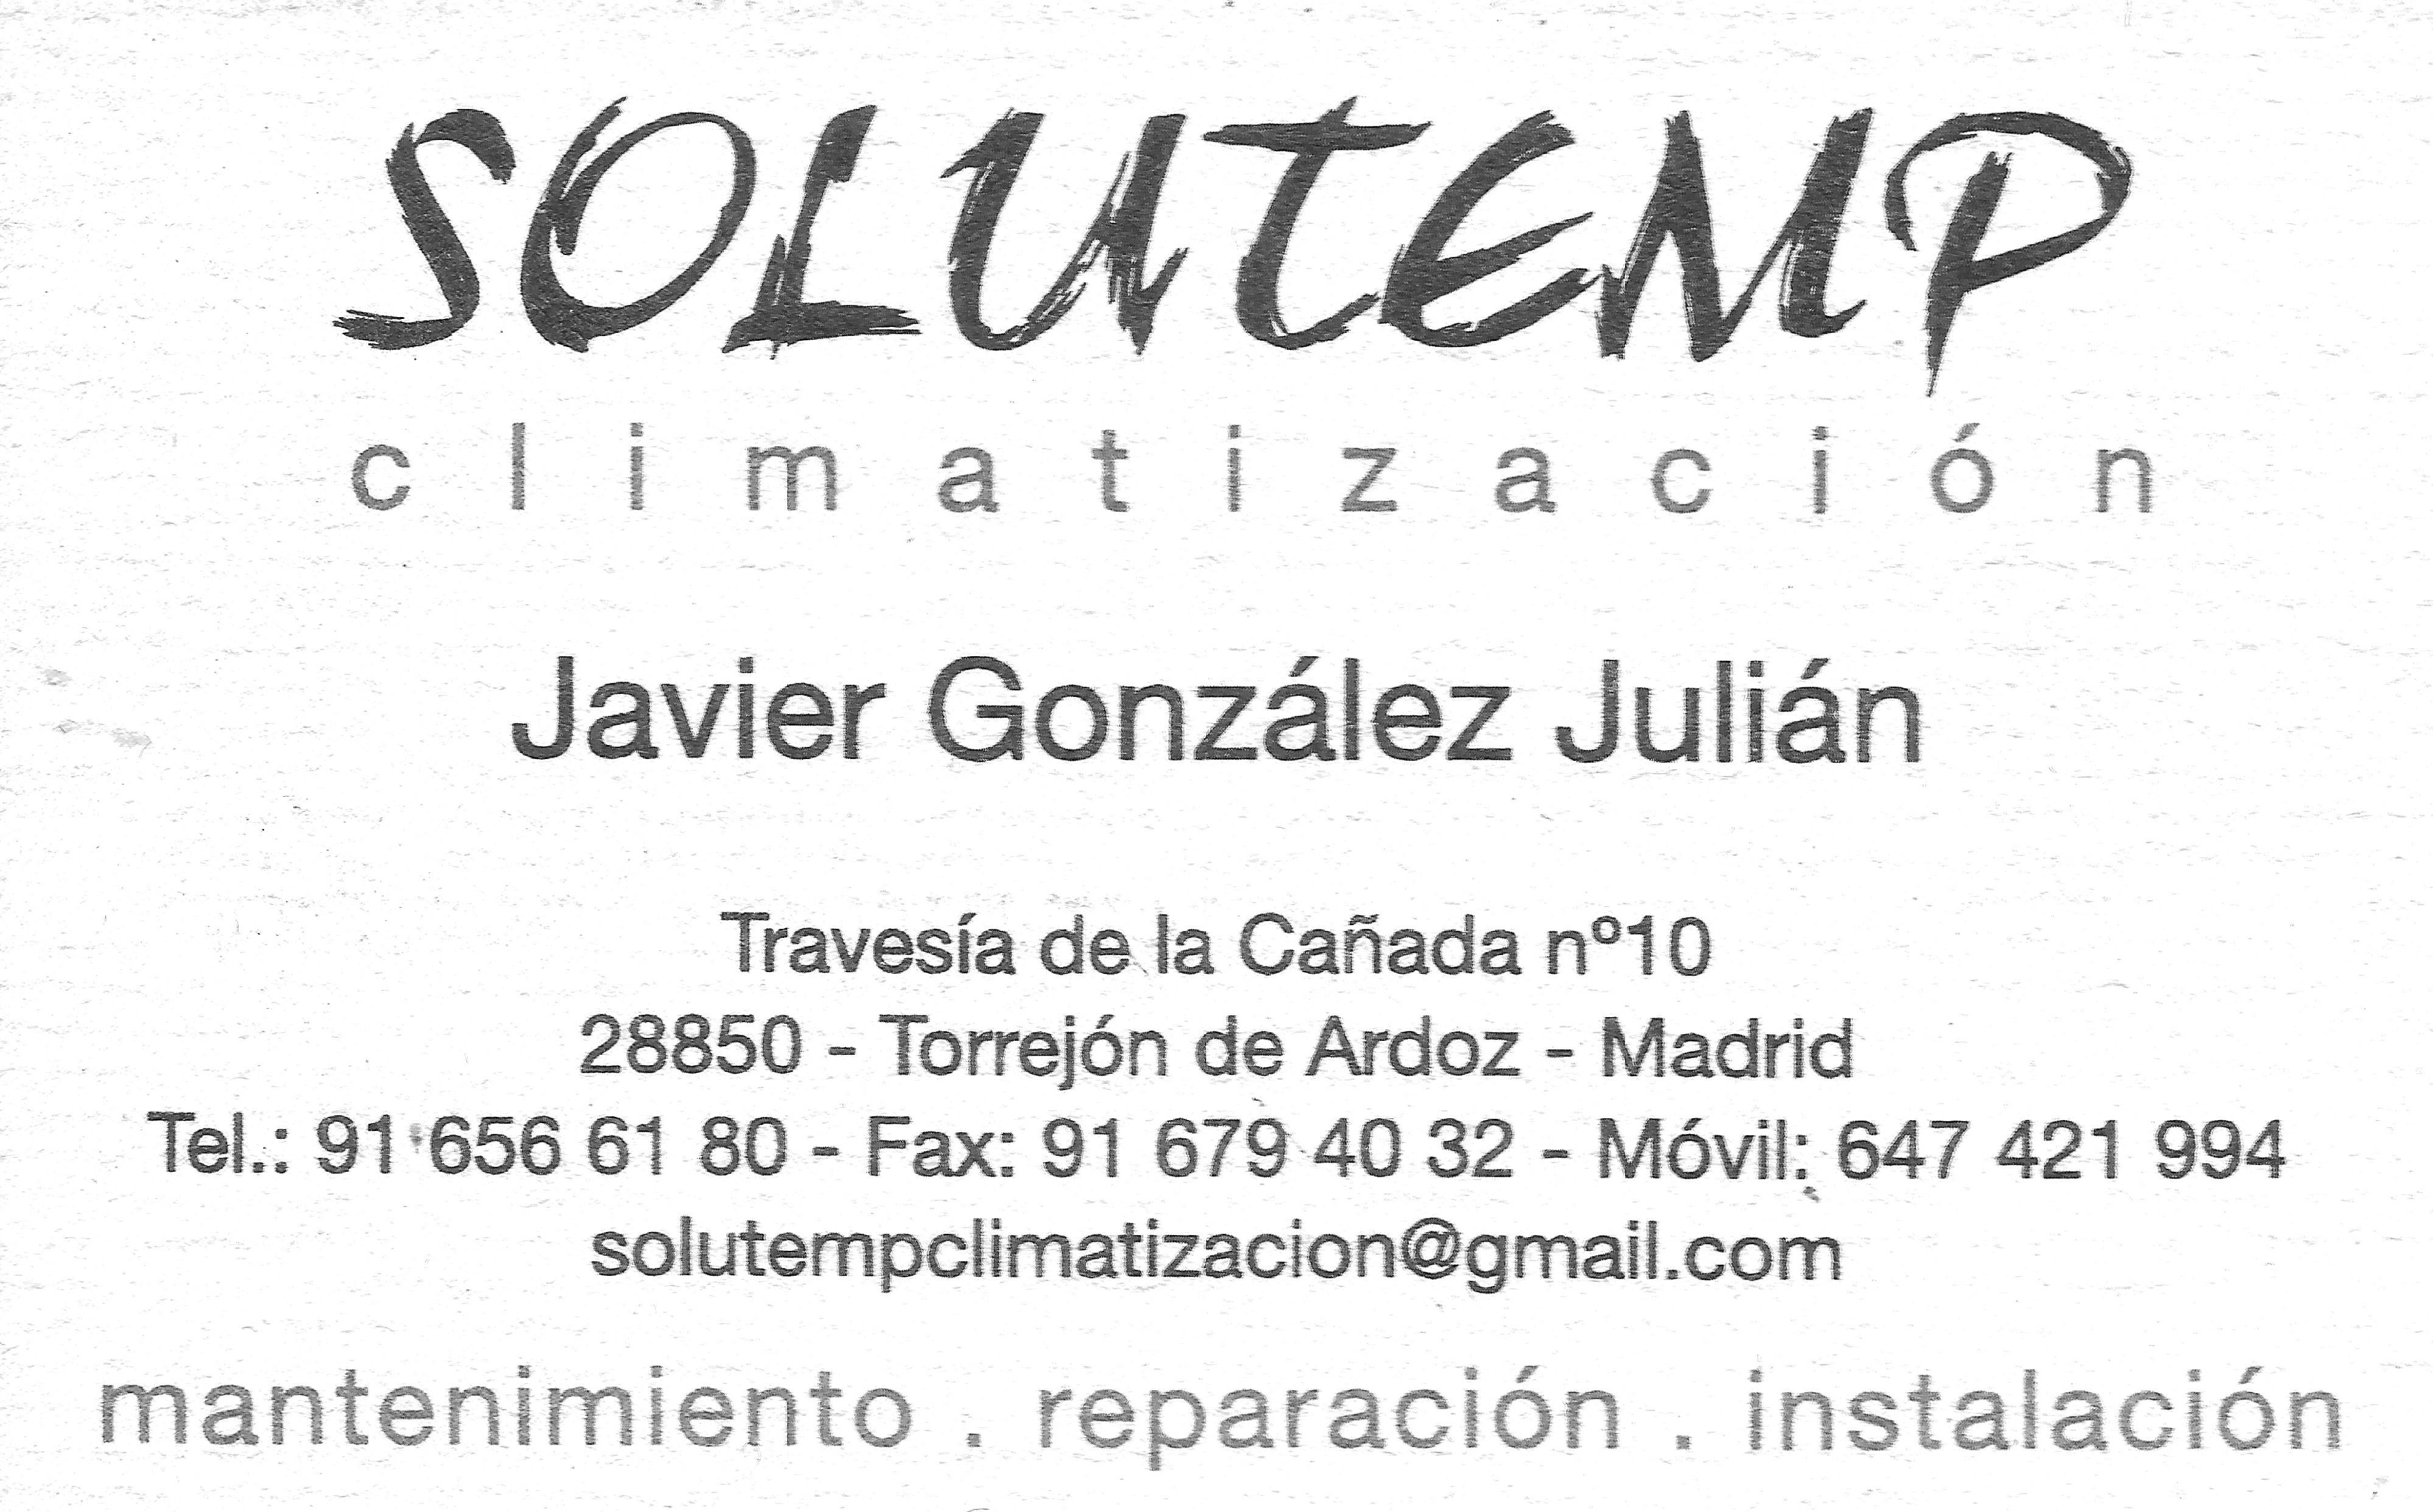 SOLUTEMP
climatización
Javier González Julián
Travesía de la Cañada nº10
28850 - Torrejón de Ardoz - Madrid
Tel.: 91 656 61 80 - Fax: 91 679 40 32 - Móvil: 647 421 994
solutempclimatizacion@gmail.com
mantenimiento . reparación . instalación